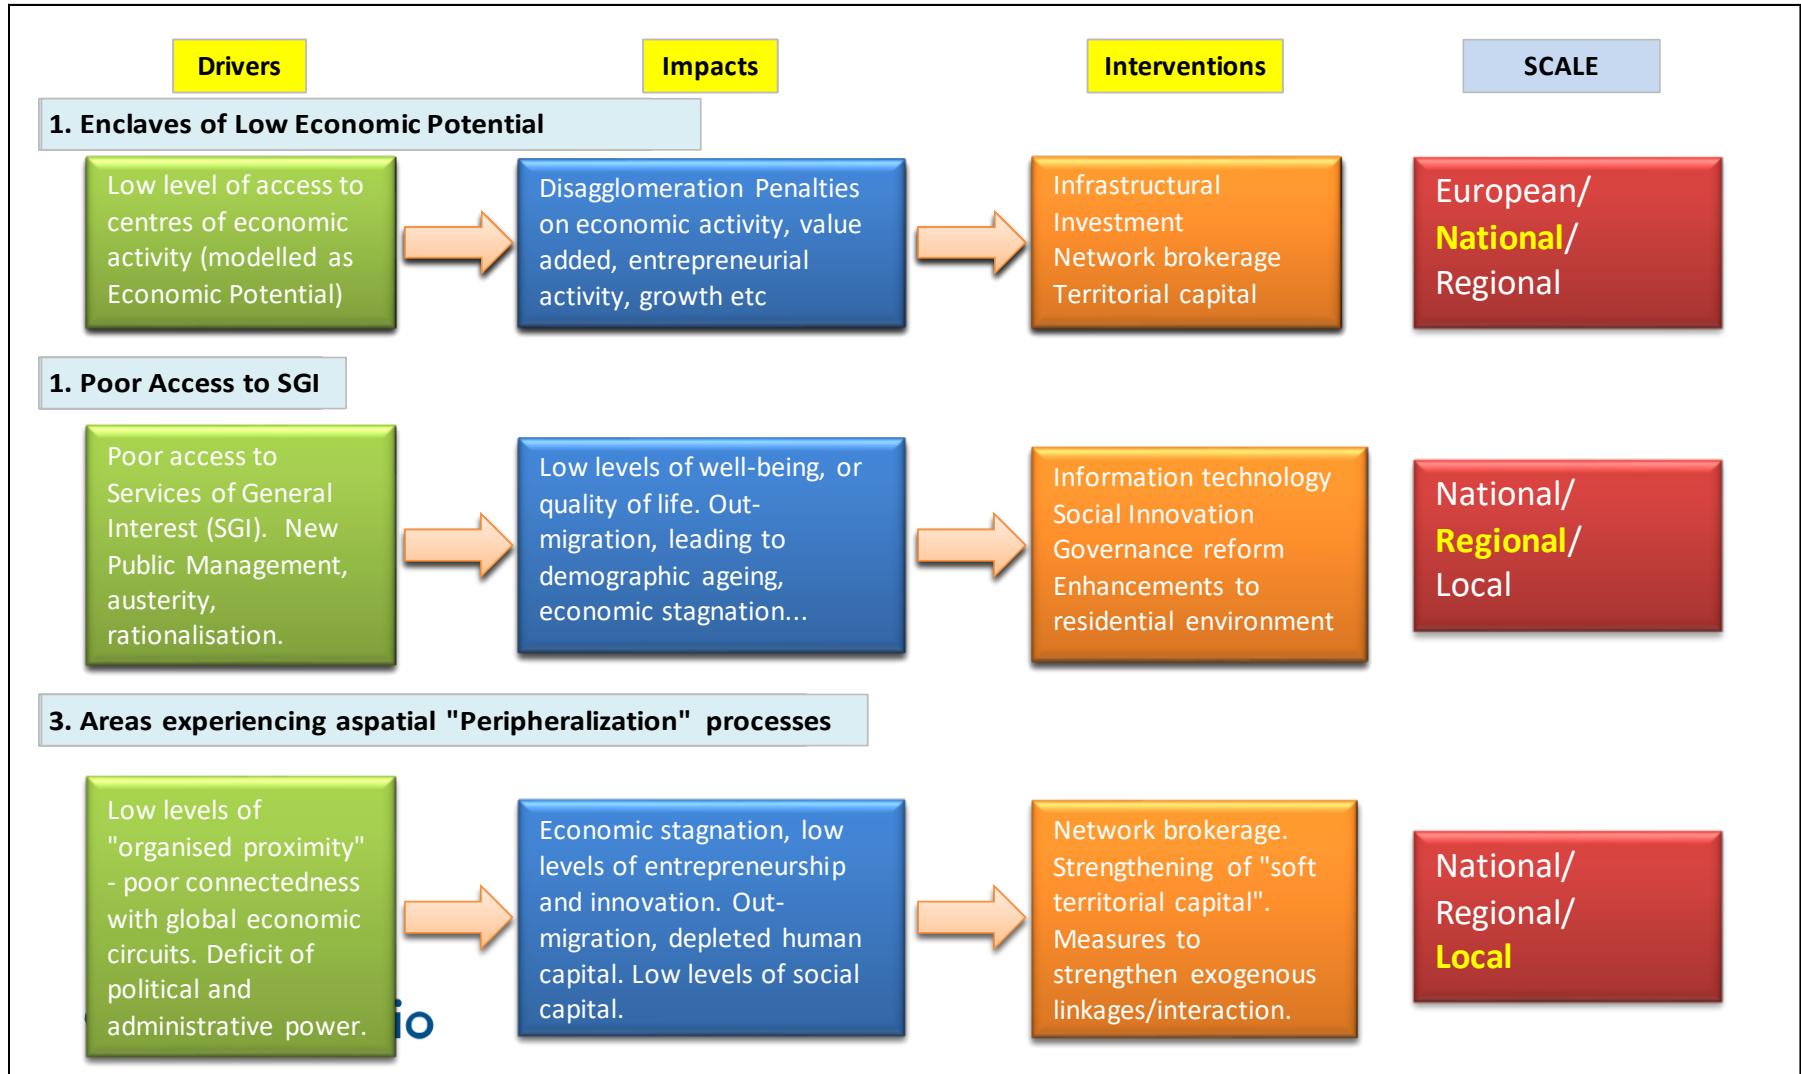 Drivers
Impacts
Interventions
SCALE
1. Enclaves of Low Economic Potential
Low level of access to
centres of economic
activity (modelled as
Economic Potential)
Disagglomeration Penalties
on economic activity, value
added, entrepreneurial
activity, growth etc
Infrastructural
Investment
Network brokerage
Territorial capital
European/
National/
Regional
1. Poor Access to SGI
Poor access to
Services of General
Interest (SGI). New
Public Management,
austerity,
rationalisation.
Low levels of well-being, or
quality of life. Out-
migration, leading to
demographic ageing,
economic stagnation...
Information technology
Social Innovation
Governance reform
Enhancements to
residential environment
National/
Regional/
Local
3. Areas experiencing aspatial "Peripheralization" processes
Low levels of
"organised proximity"
- poor connectedness
with global economic
circuits. Deficit of
political and
administrative power.
Economic stagnation, low
levels of entrepreneurship
and innovation. Out-
migration, depleted human
capital. Low levels of social
capital.
Network brokerage.
Strengthening of "soft
territorial capital".
Measures to
strengthen exogenous
linkages/interaction.
National/
Regional/
Local
io